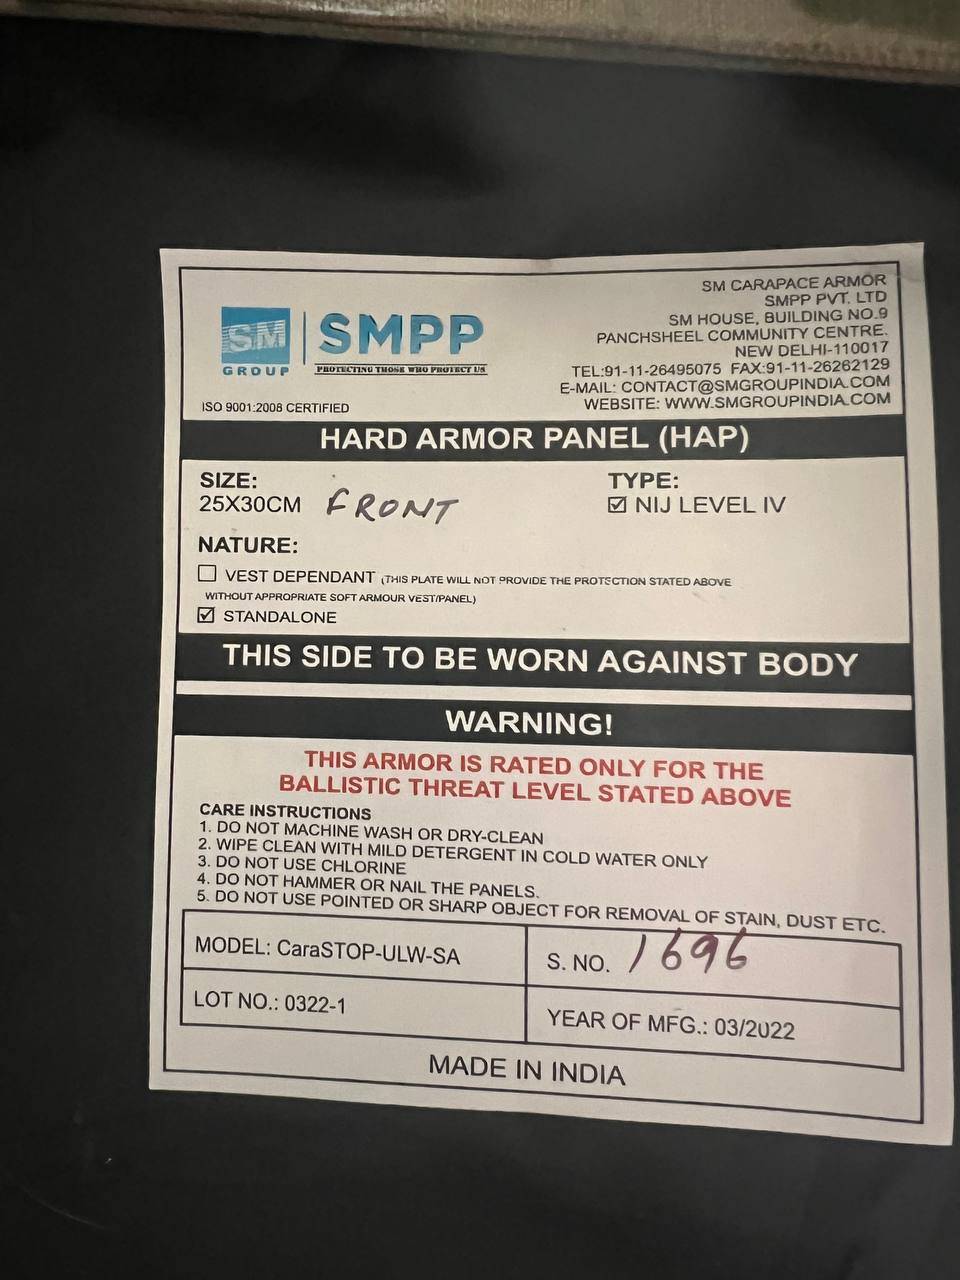 SM CARAPACE ARMOR
SMPP PVT. LTD
SM HOUSE, BUILDING NO.9
PANCHSHEEL COMMUNITY CENTRE.
NEW DELHI-110017
TEL:91-11-26495075 FAX:91-11-26262129
E-MAIL: CONTACT@SMGROUPINDIA.COM
WEBSITE: WWW.SMGROUPINDIA.COM
SM
GROUP
SMPP
PROTECTING THOSE WHO PROTECT US
ISO 9001:2008 CERTIFIED
HARD ARMOR PANEL (HAP)
SIZE:
25X30CM FRONT
TYPE:
☑ NIJ LEVEL IV
NATURE:
☐ VEST DEPENDANT (THIS PLATE WILL NOT PROVIDE THE PROTECTION STATED ABOVE
WITHOUT APPROPRIATE SOFT ARMOUR VEST/PANEL)
☑ STANDALONE
THIS SIDE TO BE WORN AGAINST BODY
WARNING!
THIS ARMOR IS RATED ONLY FOR THE
BALLISTIC THREAT LEVEL STATED ABOVE
CARE INSTRUCTIONS
1. DO NOT MACHINE WASH OR DRY-CLEAN
2. WIPE CLEAN WITH MILD DETERGENT IN COLD WATER ONLY
3. DO NOT USE CHLORINE
4. DO NOT HAMMER OR NAIL THE PANELS.
5. DO NOT USE POINTED OR SHARP OBJECT FOR REMOVAL OF STAIN, DUST ETC.
MODEL: CaraSTOP-ULW-SA
S. NO. 1696
LOT NO.: 0322-1
YEAR OF MFG.: 03/2022
MADE IN INDIA